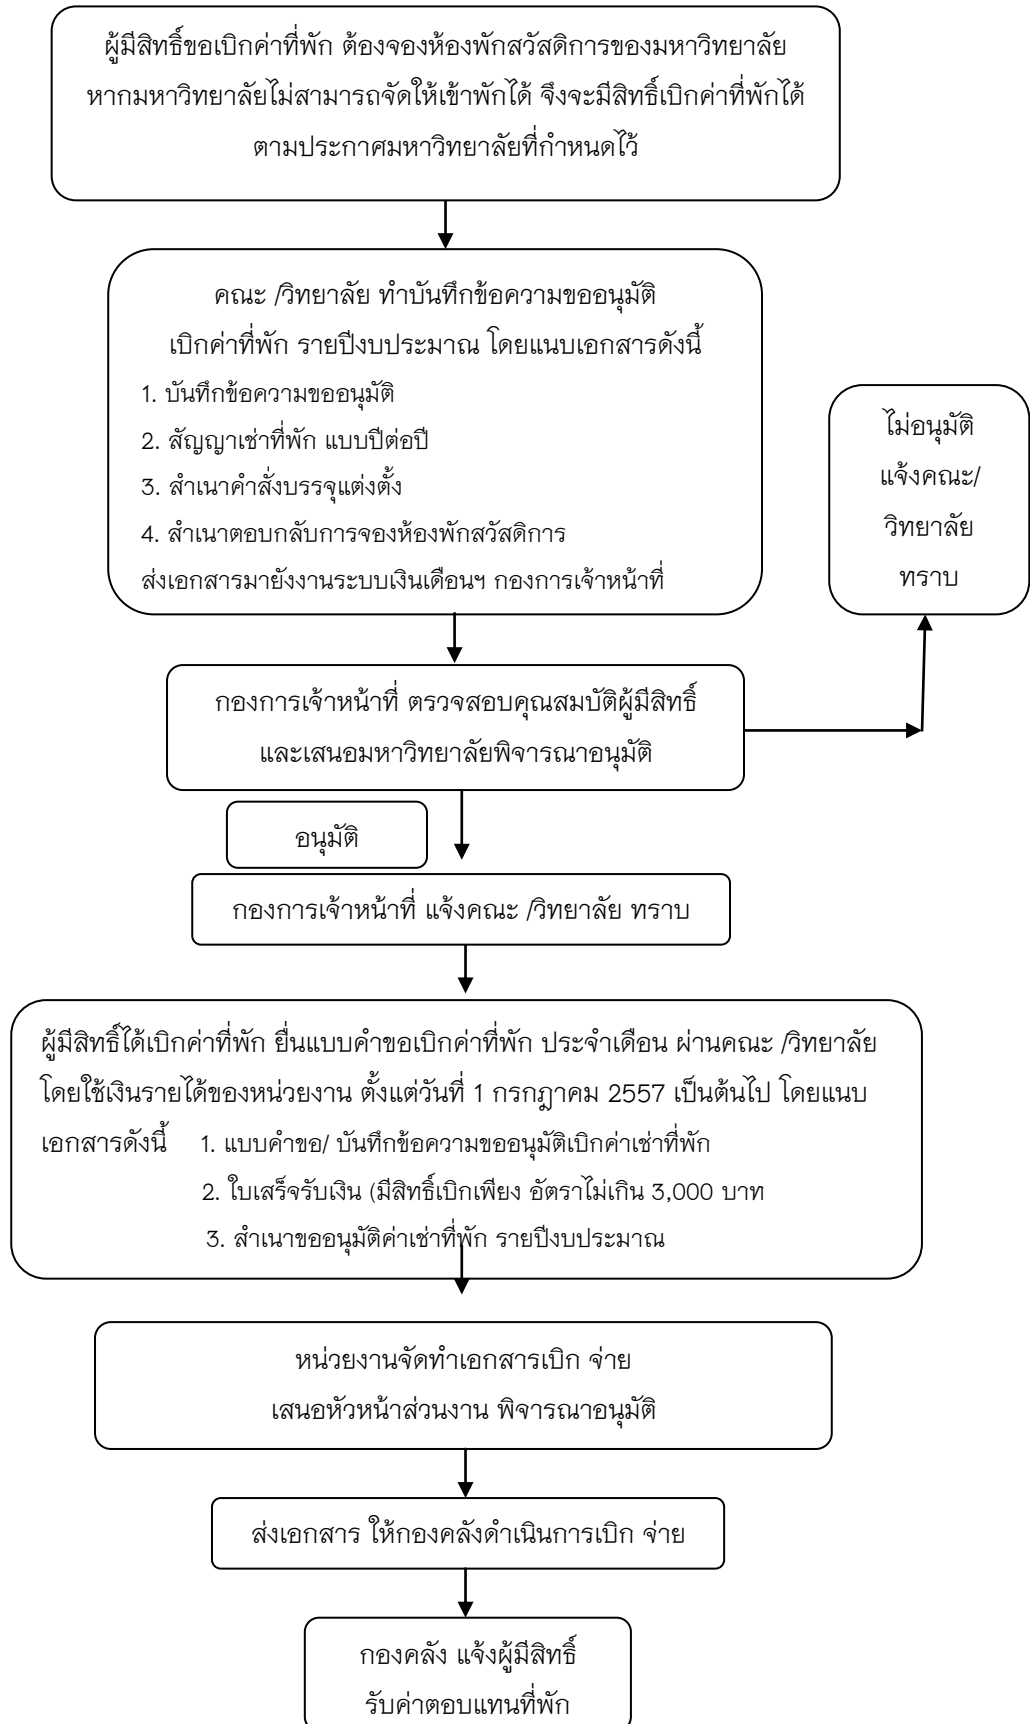 ผู้มีสิทธิ์ขอเบิกค่าที่พัก ต้องจองห้องพักสวัสดิการของมหาวิทยาลัย
หากมหาวิทยาลัยไม่สามารถจัดให้เข้าพักได้ จึงจะมีสิทธิ์เบิกค่าที่พักได้
ตามประกาศมหาวิทยาลัยที่กำหนดไว้
คณะ /วิทยาลัย ทำบันทึกข้อความขออนุมัติ
เบิกค่าที่พัก รายปีงบประมาณ โดยแนบเอกสารดังนี้
1. บันทึกข้อความขออนุมัติ
2. สัญญาเช่าที่พัก แบบปีต่อปี
3. สำเนาคำสั่งบรรจุแต่งตั้ง
4. สำเนาตอบกลับการจองห้องพักสวัสดิการ
ส่งเอกสารมายังงานระบบเงินเดือนฯ กองการเจ้าหน้าที่
ไม่อนุมัติ
แจ้งคณะ/
วิทยาลัย
ทราบ
กองการเจ้าหน้าที่ ตรวจสอบคุณสมบัติผู้มีสิทธิ์
และเสนอมหาวิทยาลัยพิจารณาอนุมัติ
อนุมัติ
กองการเจ้าหน้าที่ แจ้งคณะ /วิทยาลัย ทราบ
ผู้มีสิทธิ์ได้เบิกค่าที่พัก ยื่นแบบคำขอเบิกค่าที่พัก ประจำเดือน ผ่านคณะ /วิทยาลัย
โดยใช้เงินรายได้ของหน่วยงาน ตั้งแต่วันที่ 1 กรกฎาคม 2557 เป็นต้นไป โดยแนบ
เอกสารดังนี้ 1. แบบคำขอ/ บันทึกข้อความขออนุมัติเบิกค่าเช่าที่พัก
2. ใบเสร็จรับเงิน (มีสิทธิ์เบิกเพียง อัตราไม่เกิน 3,000 บาท
3. สำเนาขออนุมัติค่าเช่าที่พัก รายปีงบประมาณ
หน่วยงานจัดทำเอกสารเบิก จ่าย
เสนอหัวหน้าส่วนงาน พิจารณาอนุมัติ
ส่งเอกสาร ให้กองคลังดำเนินการเบิก จ่าย
กองคลัง แจ้งผู้มีสิทธิ์
รับค่าตอบแทนที่พัก